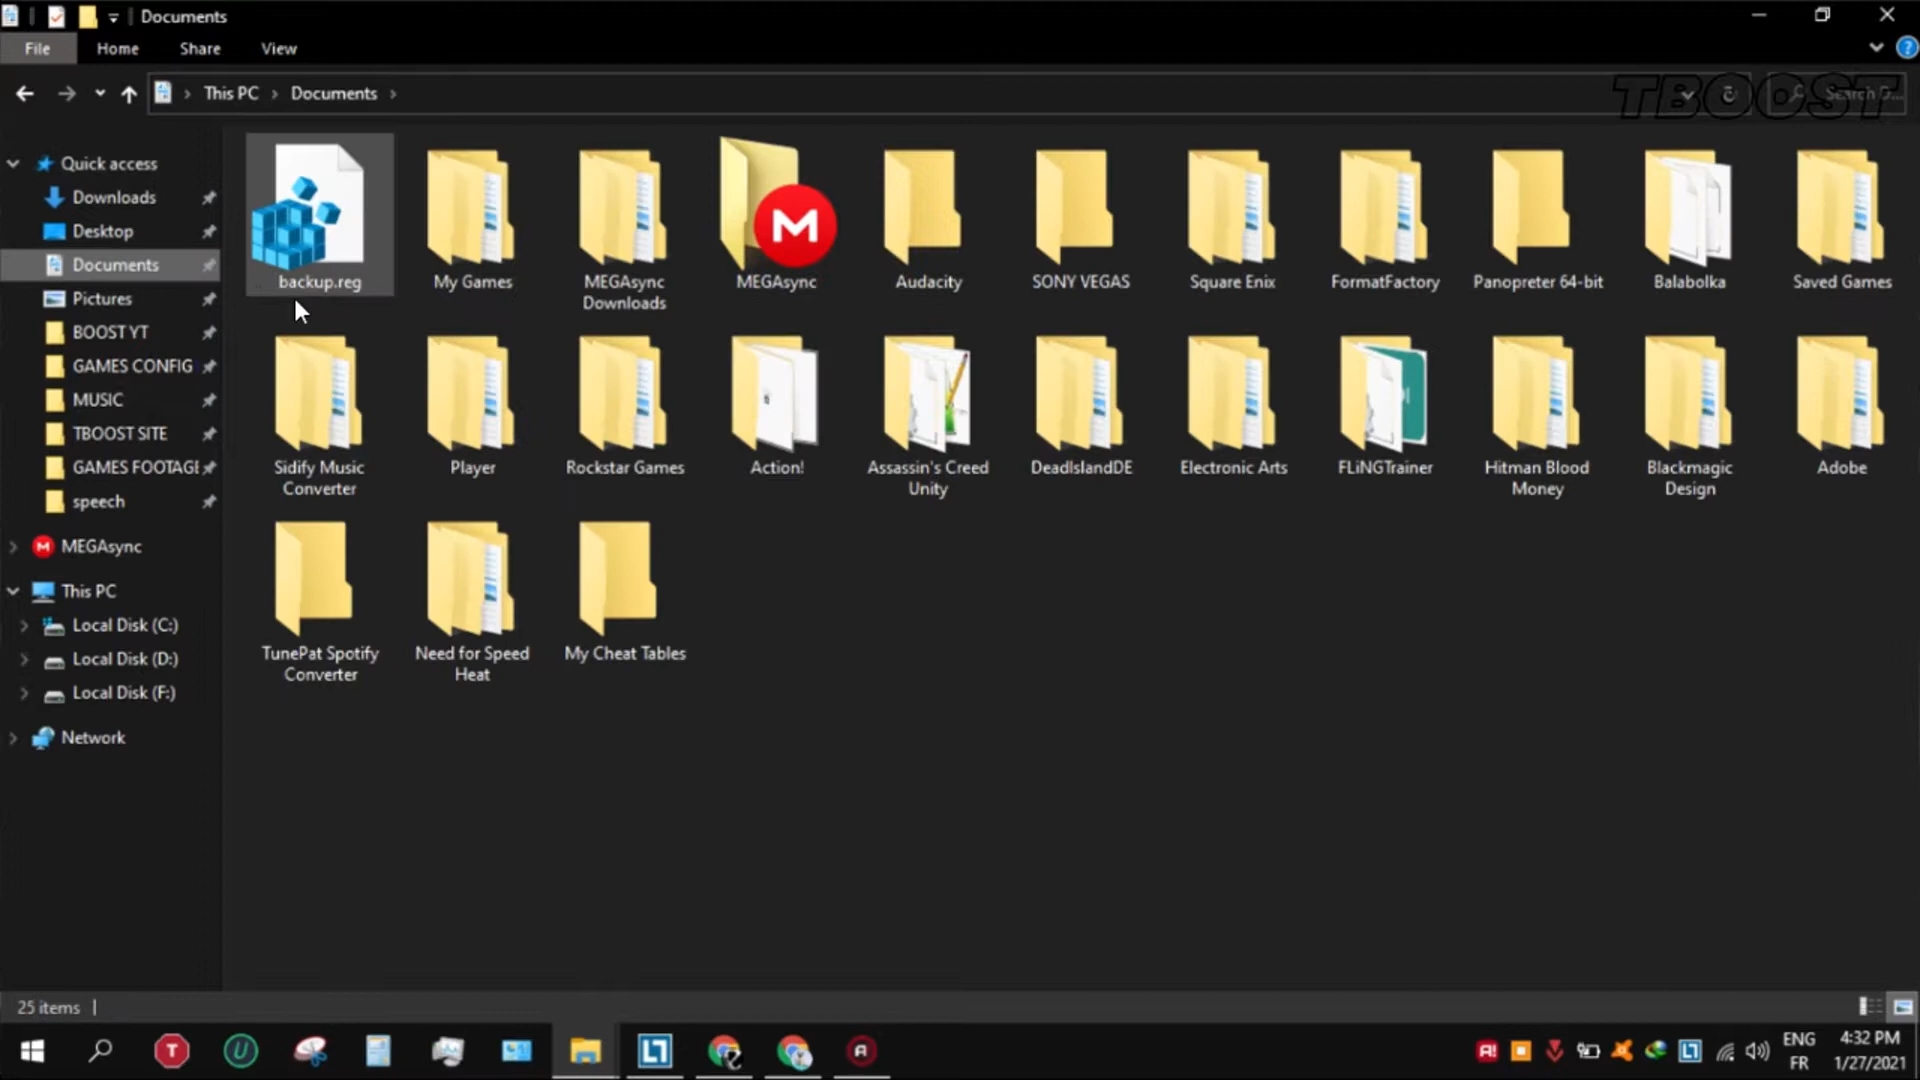 Documents
File Home Share View
This PC Documents
TBOOST
Search D...
Quick access
Downloads
Desktop
Documents
Pictures
BOOST YT
GAMES CONFIG
MUSIC
TBOOST SITE
GAMES FOOTAGE
speech
MEGAsync
This PC
Local Disk (C:)
Local Disk (D:)
Local Disk (F:)
Network
backup.reg
My Games
MEGAsync
Downloads
MEGAsync
Audacity
SONY VEGAS
Square Enix
FormatFactory
Panopreter 64-bit
Balabolka
Saved Games
Sidify Music
Converter
Player
Rockstar Games
Action!
Assassin's Creed
Unity
DeadIslandDE
Electronic Arts
FLiNGTrainer
Hitman Blood
Money
Blackmagic
Design
Adobe
TunePat Spotify
Converter
Need for Speed
Heat
My Cheat Tables
25 items
ENG
FR
4:32 PM
1/27/2021